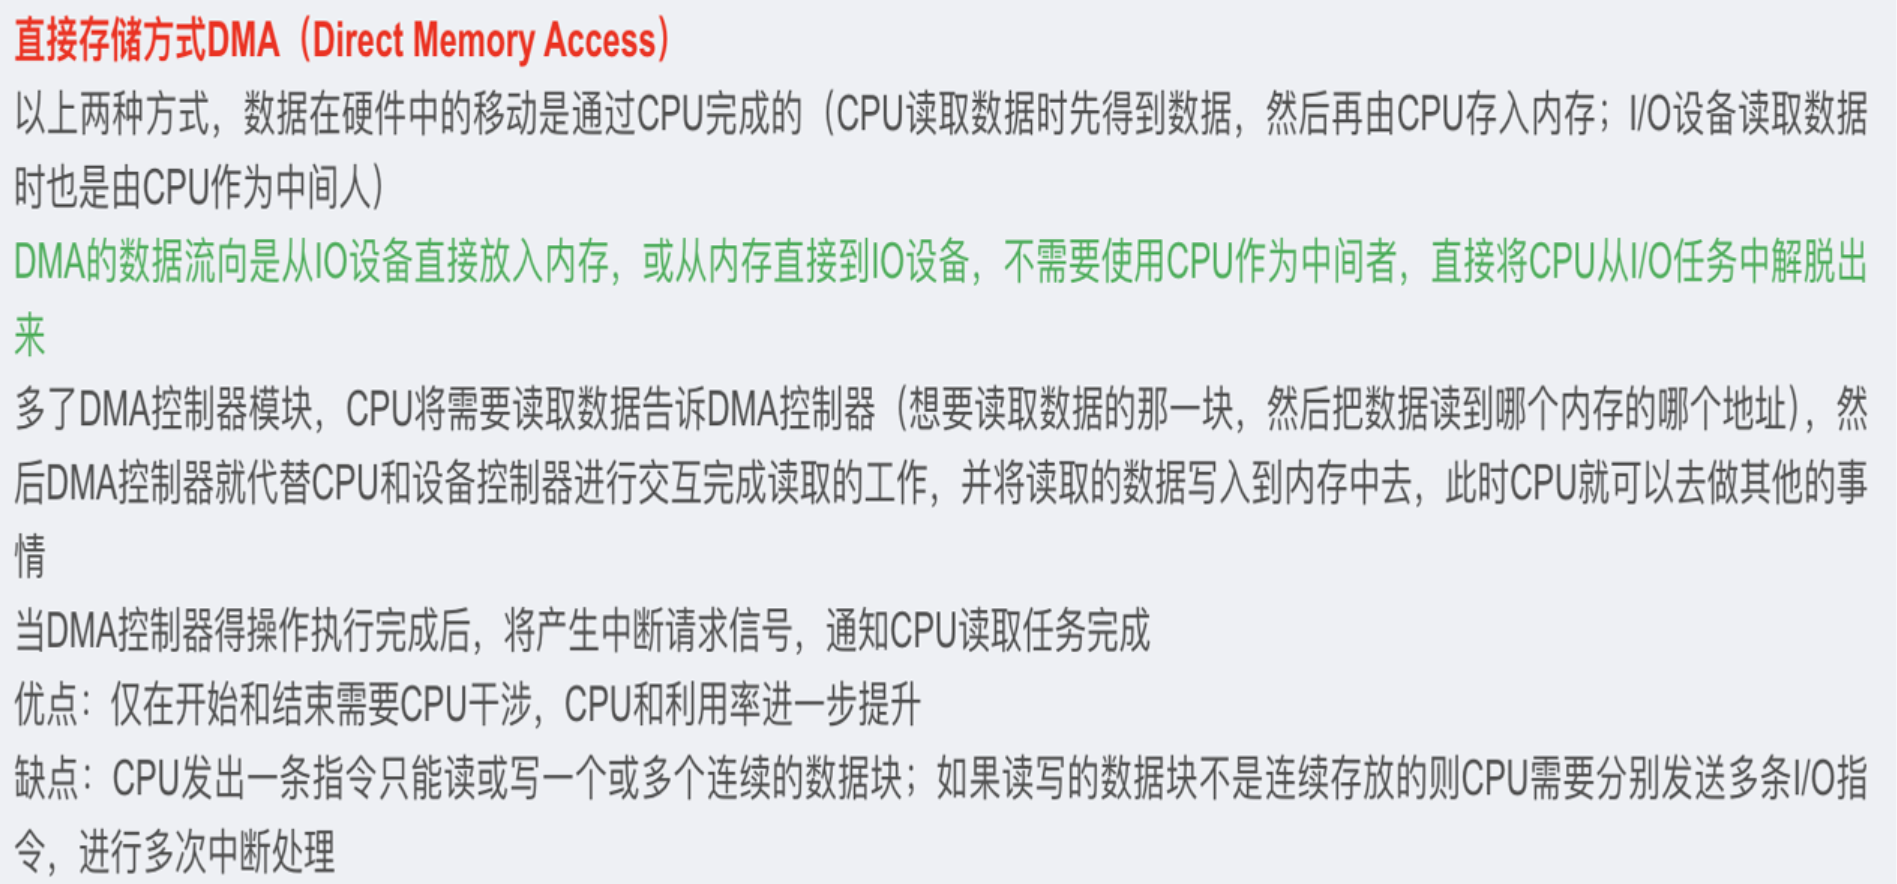 直接存储方式DMA（Direct Memory Access）
以上两种方式，数据在硬件中的移动是通过CPU完成的（CPU读取数据时先得到数据，然后再由CPU存入内存；I/O设备读取数据
时也是由CPU作为中间人）
DMA的数据流向是从IO设备直接放入内存，或从内存直接到IO设备，不需要使用CPU作为中间者，直接将CPU从I/O任务中解脱出
来
多了DMA控制器模块，CPU将需要读取数据告诉DMA控制器（想要读取数据的那一块，然后把数据读到哪个内存的哪个地址），然
后DMA控制器就代替CPU和设备控制器进行交互完成读取的工作，并将读取的数据写入到内存中去，此时CPU就可以去做其他的事
情
当DMA控制器得操作执行完成后，将产生中断请求信号，通知CPU读取任务完成
优点：仅在开始和结束需要CPU干涉，CPU和利用率进一步提升
缺点：CPU发出一条指令只能读或写一个或多个连续的数据块；如果读写的数据块不是连续存放的则CPU需要分别发送多条I/O指
令，进行多次中断处理